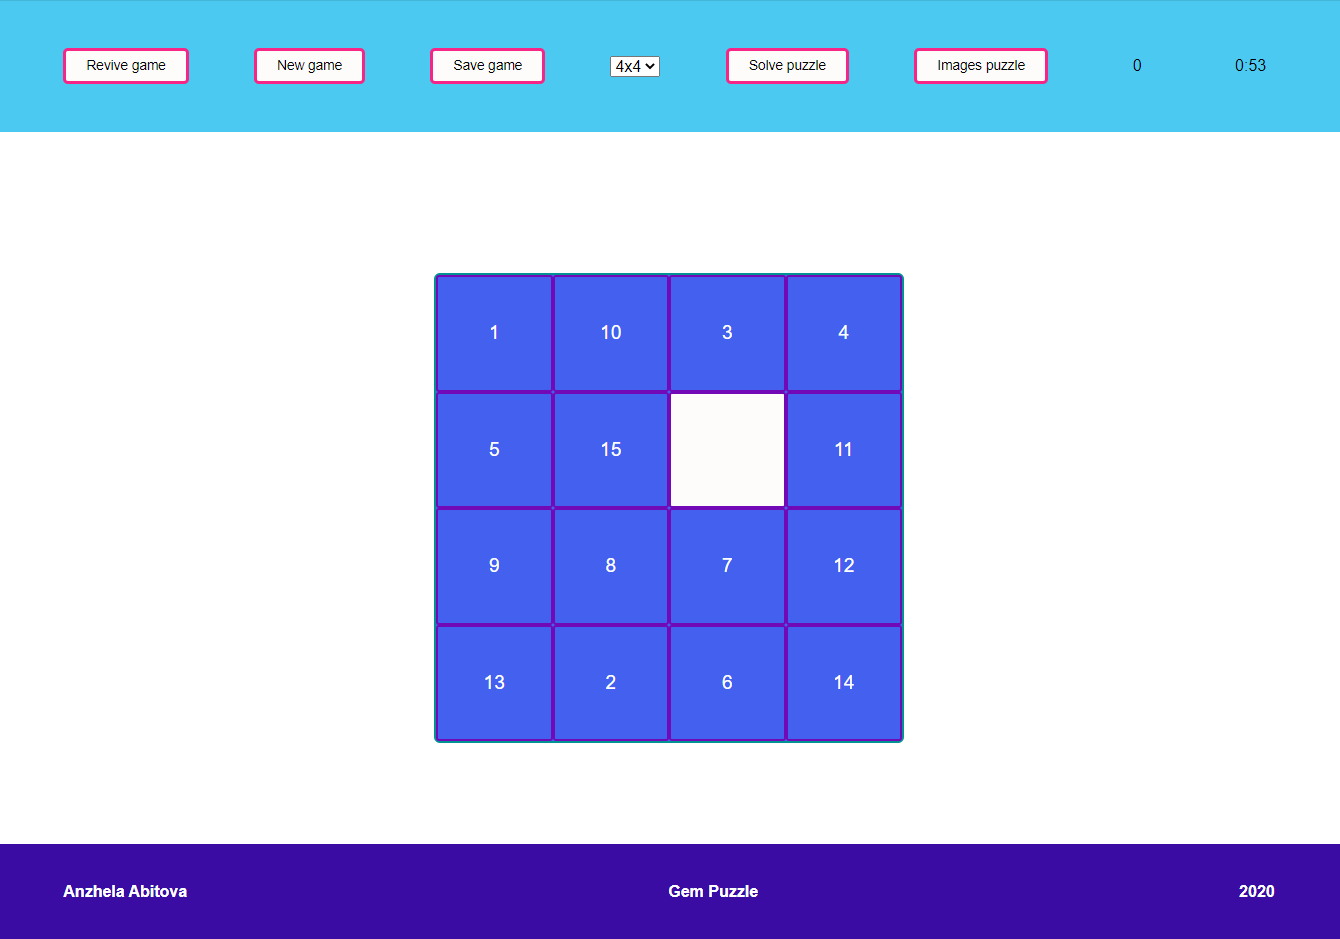 Revive game New game Save game 4x4 Solve puzzle Images puzzle 0 0:53
1 10 3 4
5 15 11
9 8 7 12
13 2 6 14
Anzhela Abitova Gem Puzzle 2020